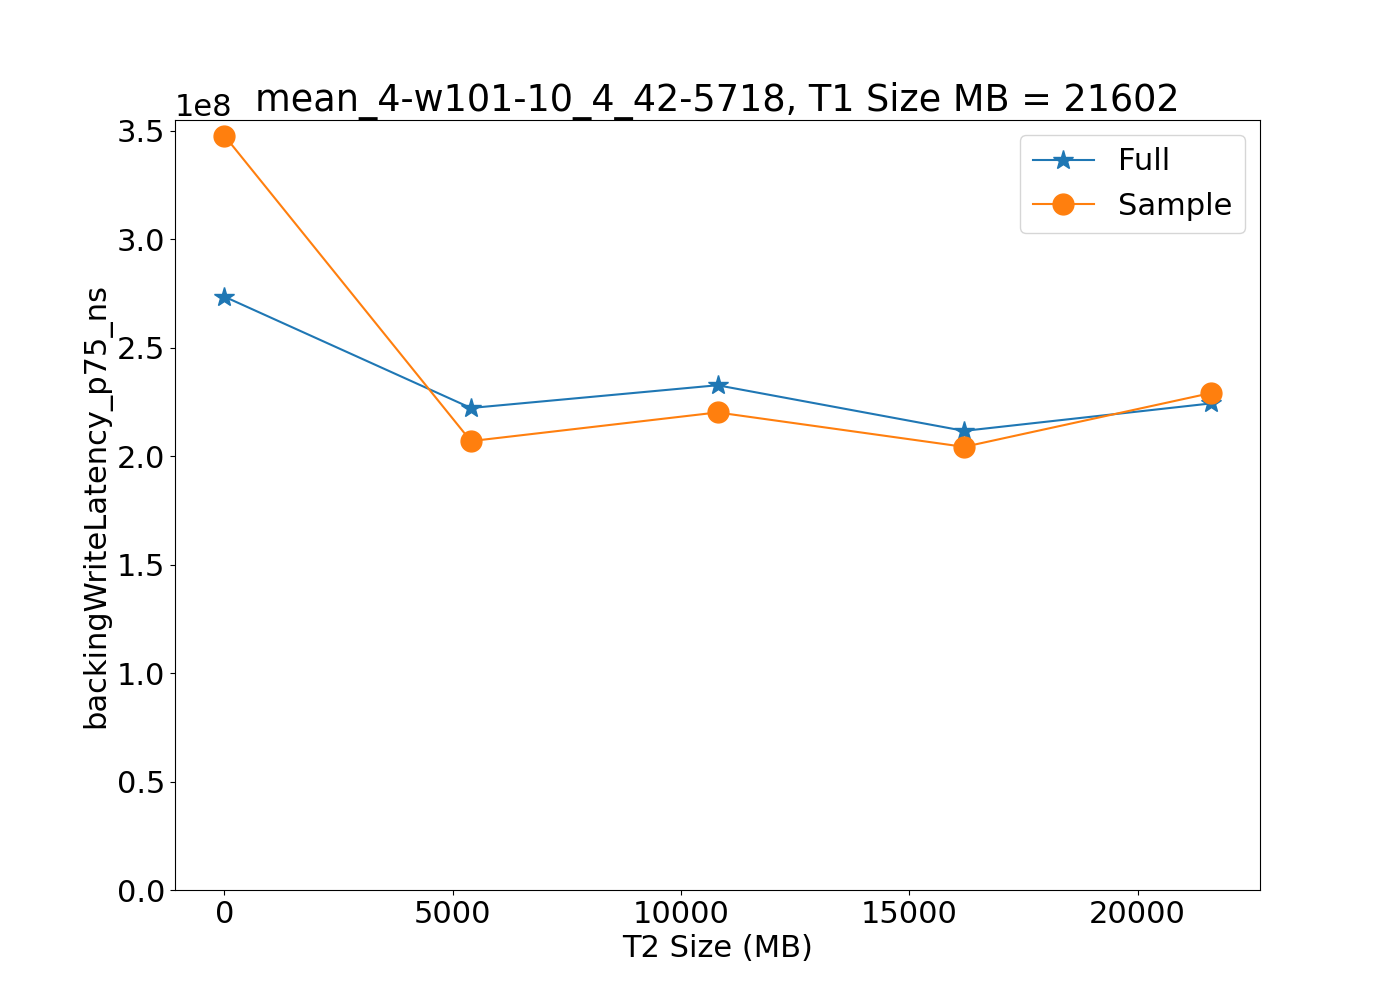 1e8
mean_4-w101-10_4_42-5718, T1 Size MB = 21602
Full
Sample
backingWriteLatency_p75_ns
3.5
3.0
2.5
2.0
1.5
1.0
0.5
0.0
0 5000 10000 15000 20000
T2 Size (MB)